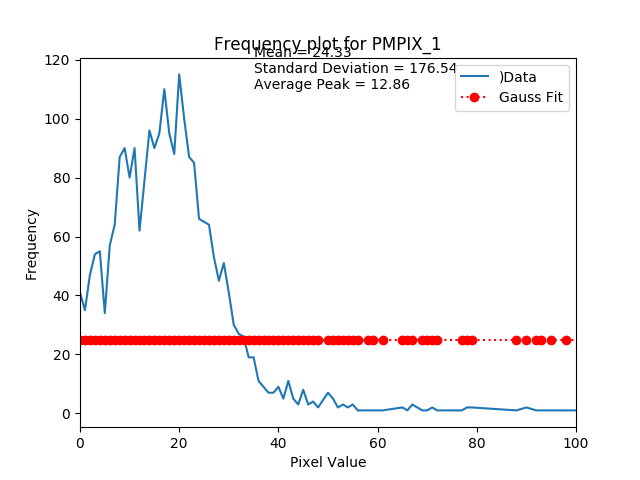 Frequency plot for PMPIX_1
Mean = 24.33
Standard Deviation = 176.54
Average Peak = 12.86
)Data
Gauss Fit
120
100
80
60
40
20
0
Frequency
0 20 40 60 80 100
Pixel Value